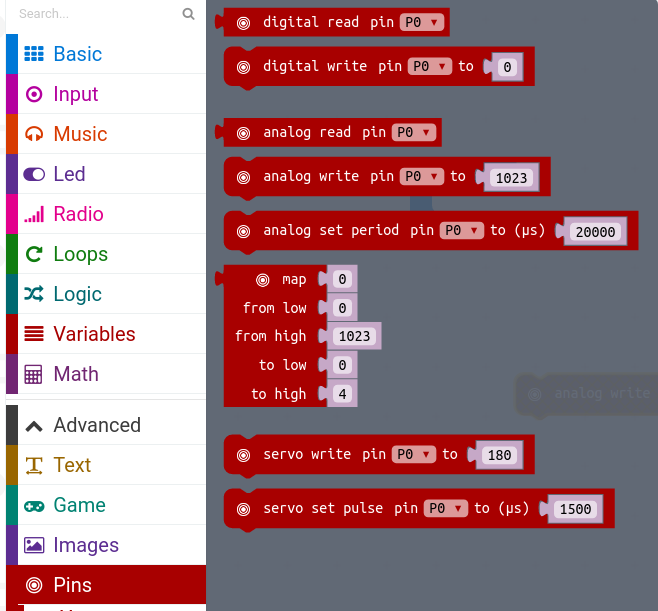 Search...
Basic
Input
Music
Led
Radio
Loops
Logic
Variables
Math
Advanced
Text
Game
Images
Pins
digital read pin P0
digital write pin P0 to 0
analog read pin P0
analog write pin P0 to 1023
analog set period pin P0 to (µs) 20000
map 0
from low 0
from high 1023
to low 0
to high 4
analog write
servo write pin P0 to 180
servo set pulse pin P0 to (µs) 1500